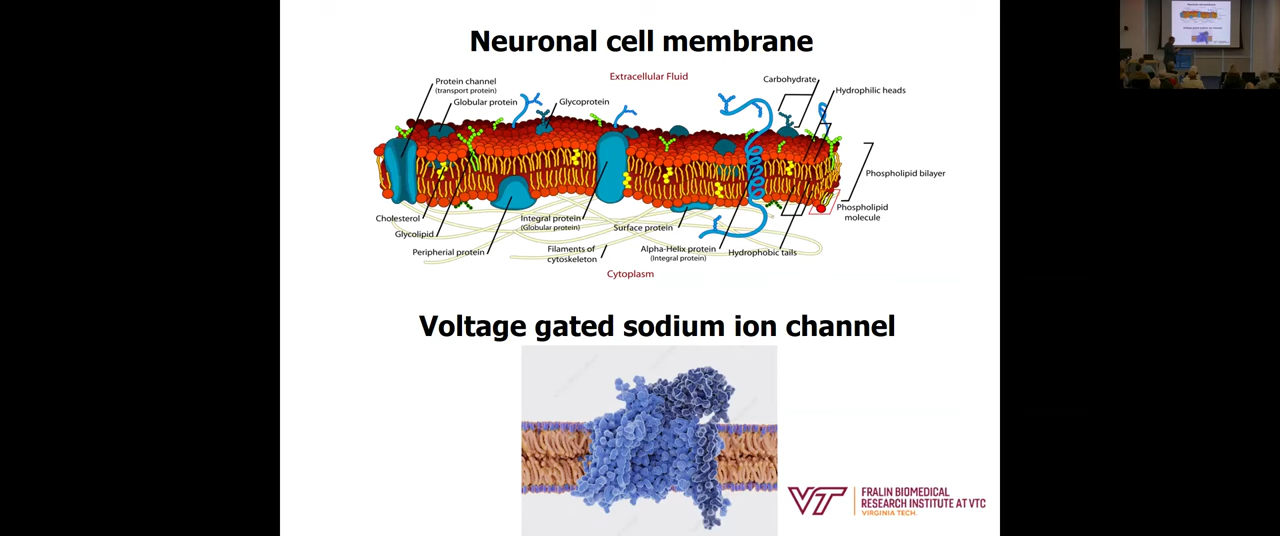 Neuronal cell membrane
Extracellular Fluid
Protein channel
(transport protein)
Globular protein
Glycoprotein
Carbohydrate
Hydrophilic heads
Phospholipid bilayer
Phospholipid
molecule
Cholesterol
Glycolipid
Peripherial protein
Integral protein
(Globular protein)
Filaments of
cytoskeleton
Surface protein
Alpha-Helix protein
(Integral protein)
Hydrophobic tails
Cytoplasm
Voltage gated sodium ion channel
VT
FRALIN BIOMEDICAL
RESEARCH INSTITUTE AT VTC
VIRGINIA TECH.